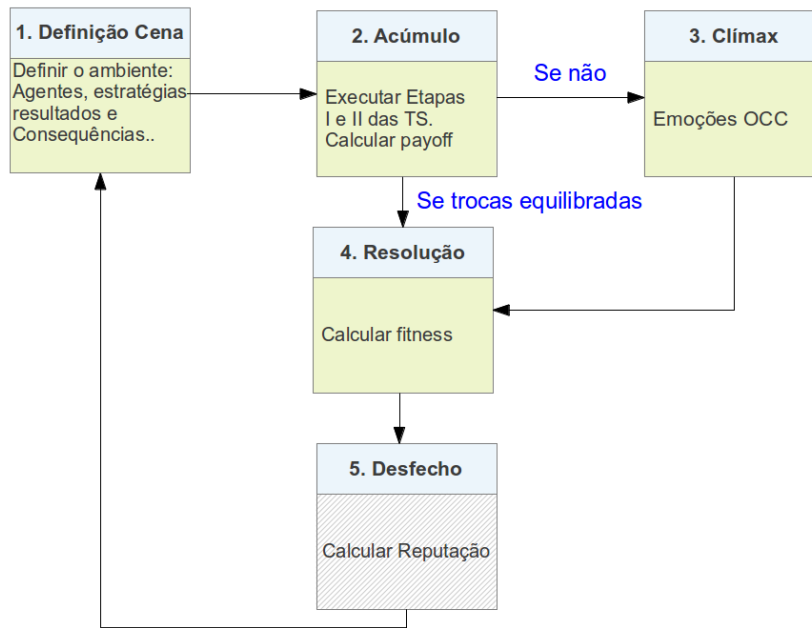 1. Definição Cena
Definir o ambiente:
Agentes, estratégias
resultados e
Consequências..
2. Acúmulo
Executar Etapas
I e II das TS.
Calcular payoff
Se não
3. Clímax
Emoções OCC
Se trocas equilibradas
4. Resolução
Calcular fitness
5. Desfecho
Calcular Reputação